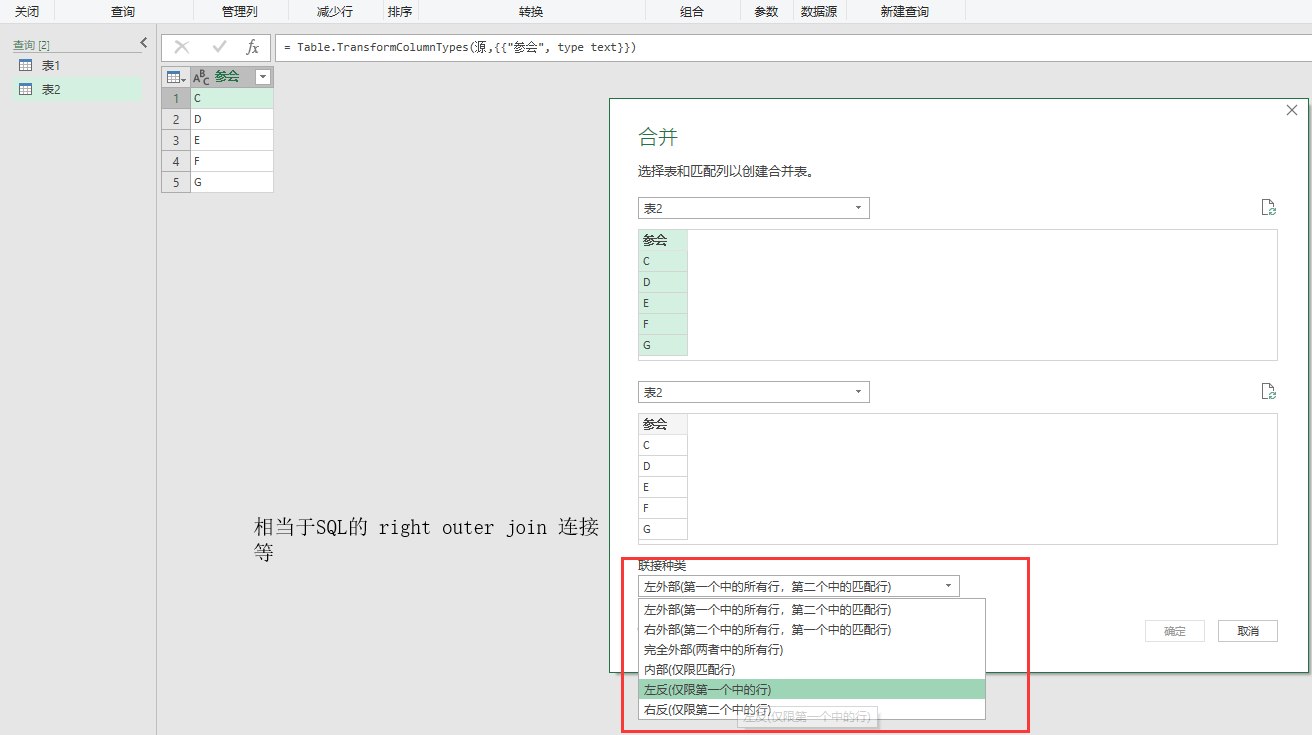 关闭 查询 管理列 减少行 排序 转换 组合 参数 数据源 新建查询
查询 [2]
表1
表2
fx = Table.TransformColumnTypes(源,{{"参会", type text}})
ABC 参会
1 C
2 D
3 E
4 F
5 G
合并
选择表和匹配列以创建合并表。
表2
参会
C
D
E
F
G
表2
参会
C
D
E
F
G
相当于SQL的 right outer join 连接
等
联接种类
左外部(第一个中的所有行，第二个中的匹配行)
左外部(第一个中的所有行，第二个中的匹配行)
右外部(第二个中的所有行，第一个中的匹配行)
完全外部(两者中的所有行)
内部(仅限匹配行)
左反(仅限第一个中的行)
右反(仅限第二个中的行)
左反(仅限第一个中的行)
确定 取消